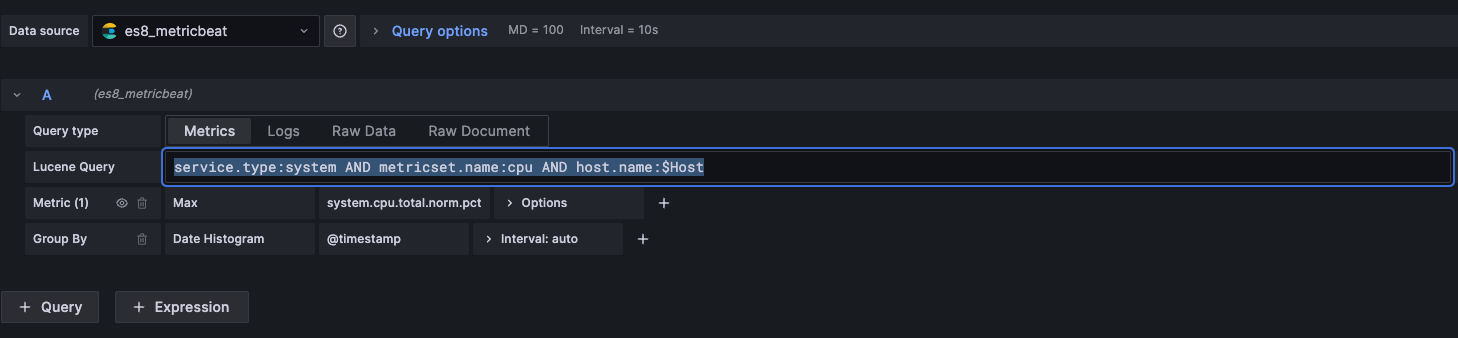 Data source es8_metricbeat Query options MD = 100 Interval = 10s
A (es8_metricbeat)
Query type Metrics Logs Raw Data Raw Document
Lucene Query service.type:system AND metricset.name:cpu AND host.name:$Host
Metric (1) Max system.cpu.total.norm.pct > Options +
Group By Date Histogram @timestamp > Interval: auto +
+ Query + Expression